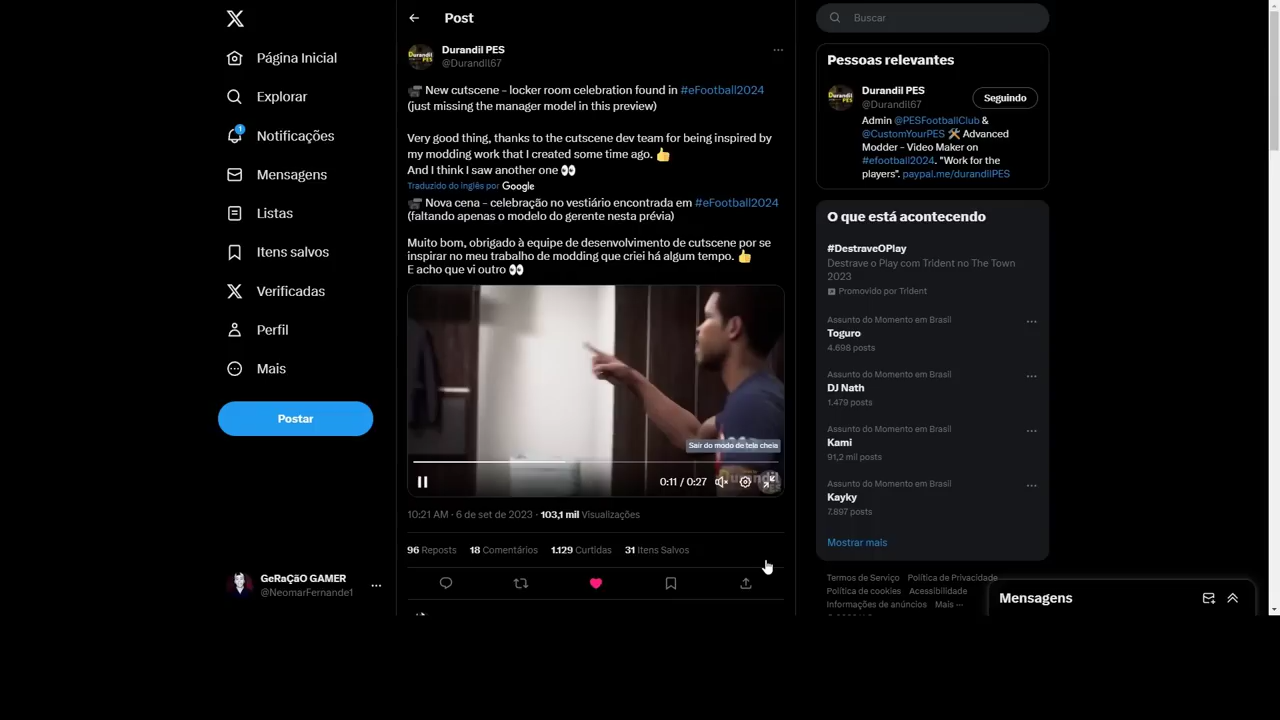 Página Inicial
Explorar
1
Notificações
Mensagens
Listas
Itens salvos
Verificadas
Perfil
Mais
Postar
GeRaÇãO GAMER
@NeomarFernande1
Post
Durandil PES
@Durandil67
New cutscene - locker room celebration found in #eFootball2024
(just missing the manager model in this preview)
Very good thing, thanks to the cutscene dev team for being inspired by
my modding work that I created some time ago.
And I think I saw another one
Traduzido do inglês por Google
Nova cena - celebração no vestiário encontrada em #eFootball2024
(faltando apenas o modelo do gerente nesta prévia)
Muito bom, obrigado à equipe de desenvolvimento de cutscene por se
inspirar no meu trabalho de modding que criei há algum tempo.
E acho que vi outro
Sair do modo de tela cheia
0:11 / 0:27
10:21 AM · 6 de set de 2023 · 103,1 mil Visualizações
96 Reposts 18 Comentários 1.129 Curtidas 31 Itens Salvos
Buscar
Pessoas relevantes
Durandil PES
@Durandil67
Seguindo
Admin @PESFootballClub &
@CustomYourPES Advanced
Modder - Video Maker on
#efootball2024. "Work for the
players". paypal.me/durandilPES
O que está acontecendo
#DestraveOPlay
Destrave o Play com Trident no The Town
2023
Promovido por Trident
Assunto do Momento em Brasil
Toguro
4.698 posts
Assunto do Momento em Brasil
DJ Nath
1.479 posts
Assunto do Momento em Brasil
Kami
91,2 mil posts
Assunto do Momento em Brasil
Kayky
7.897 posts
Mostrar mais
Termos de Serviço Política de Privacidade
Política de cookies Acessibilidade
Informações de anúncios Mais ···
Mensagens